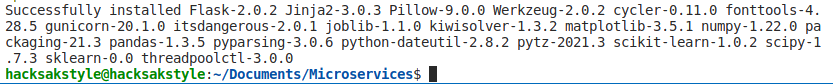 Successfully installed Flask-2.0.2 Jinja2-3.0.3 Pillow-9.0.0 Werkzeug-2.0.2 cycler-0.11.0 fonttools-4.
28.5 gunicorn-20.1.0 itsdangerous-2.0.1 joblib-1.1.0 kiwisolver-1.3.2 matplotlib-3.5.1 numpy-1.22.0 pa
ckaging-21.3 pandas-1.3.5 pyparsing-3.0.6 python-dateutil-2.8.2 pytz-2021.3 scikit-learn-1.0.2 scipy-1
.7.3 sklearn-0.0 threadpoolctl-3.0.0
hacksakstyle@hacksakstyle:~/Documents/Microservices$